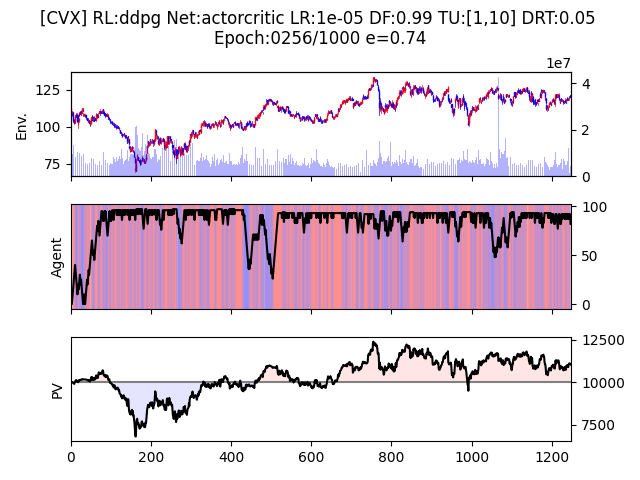 [CVX] RL:ddpg Net:actorcritic LR:1e-05 DF:0.99 TU:[1,10] DRT:0.05
Epoch:0256/1000 e=0.74
1e7
Env.
125
100
75
4
2
0
Agent
100
50
0
PV
12500
10000
7500
0 200 400 600 800 1000 1200